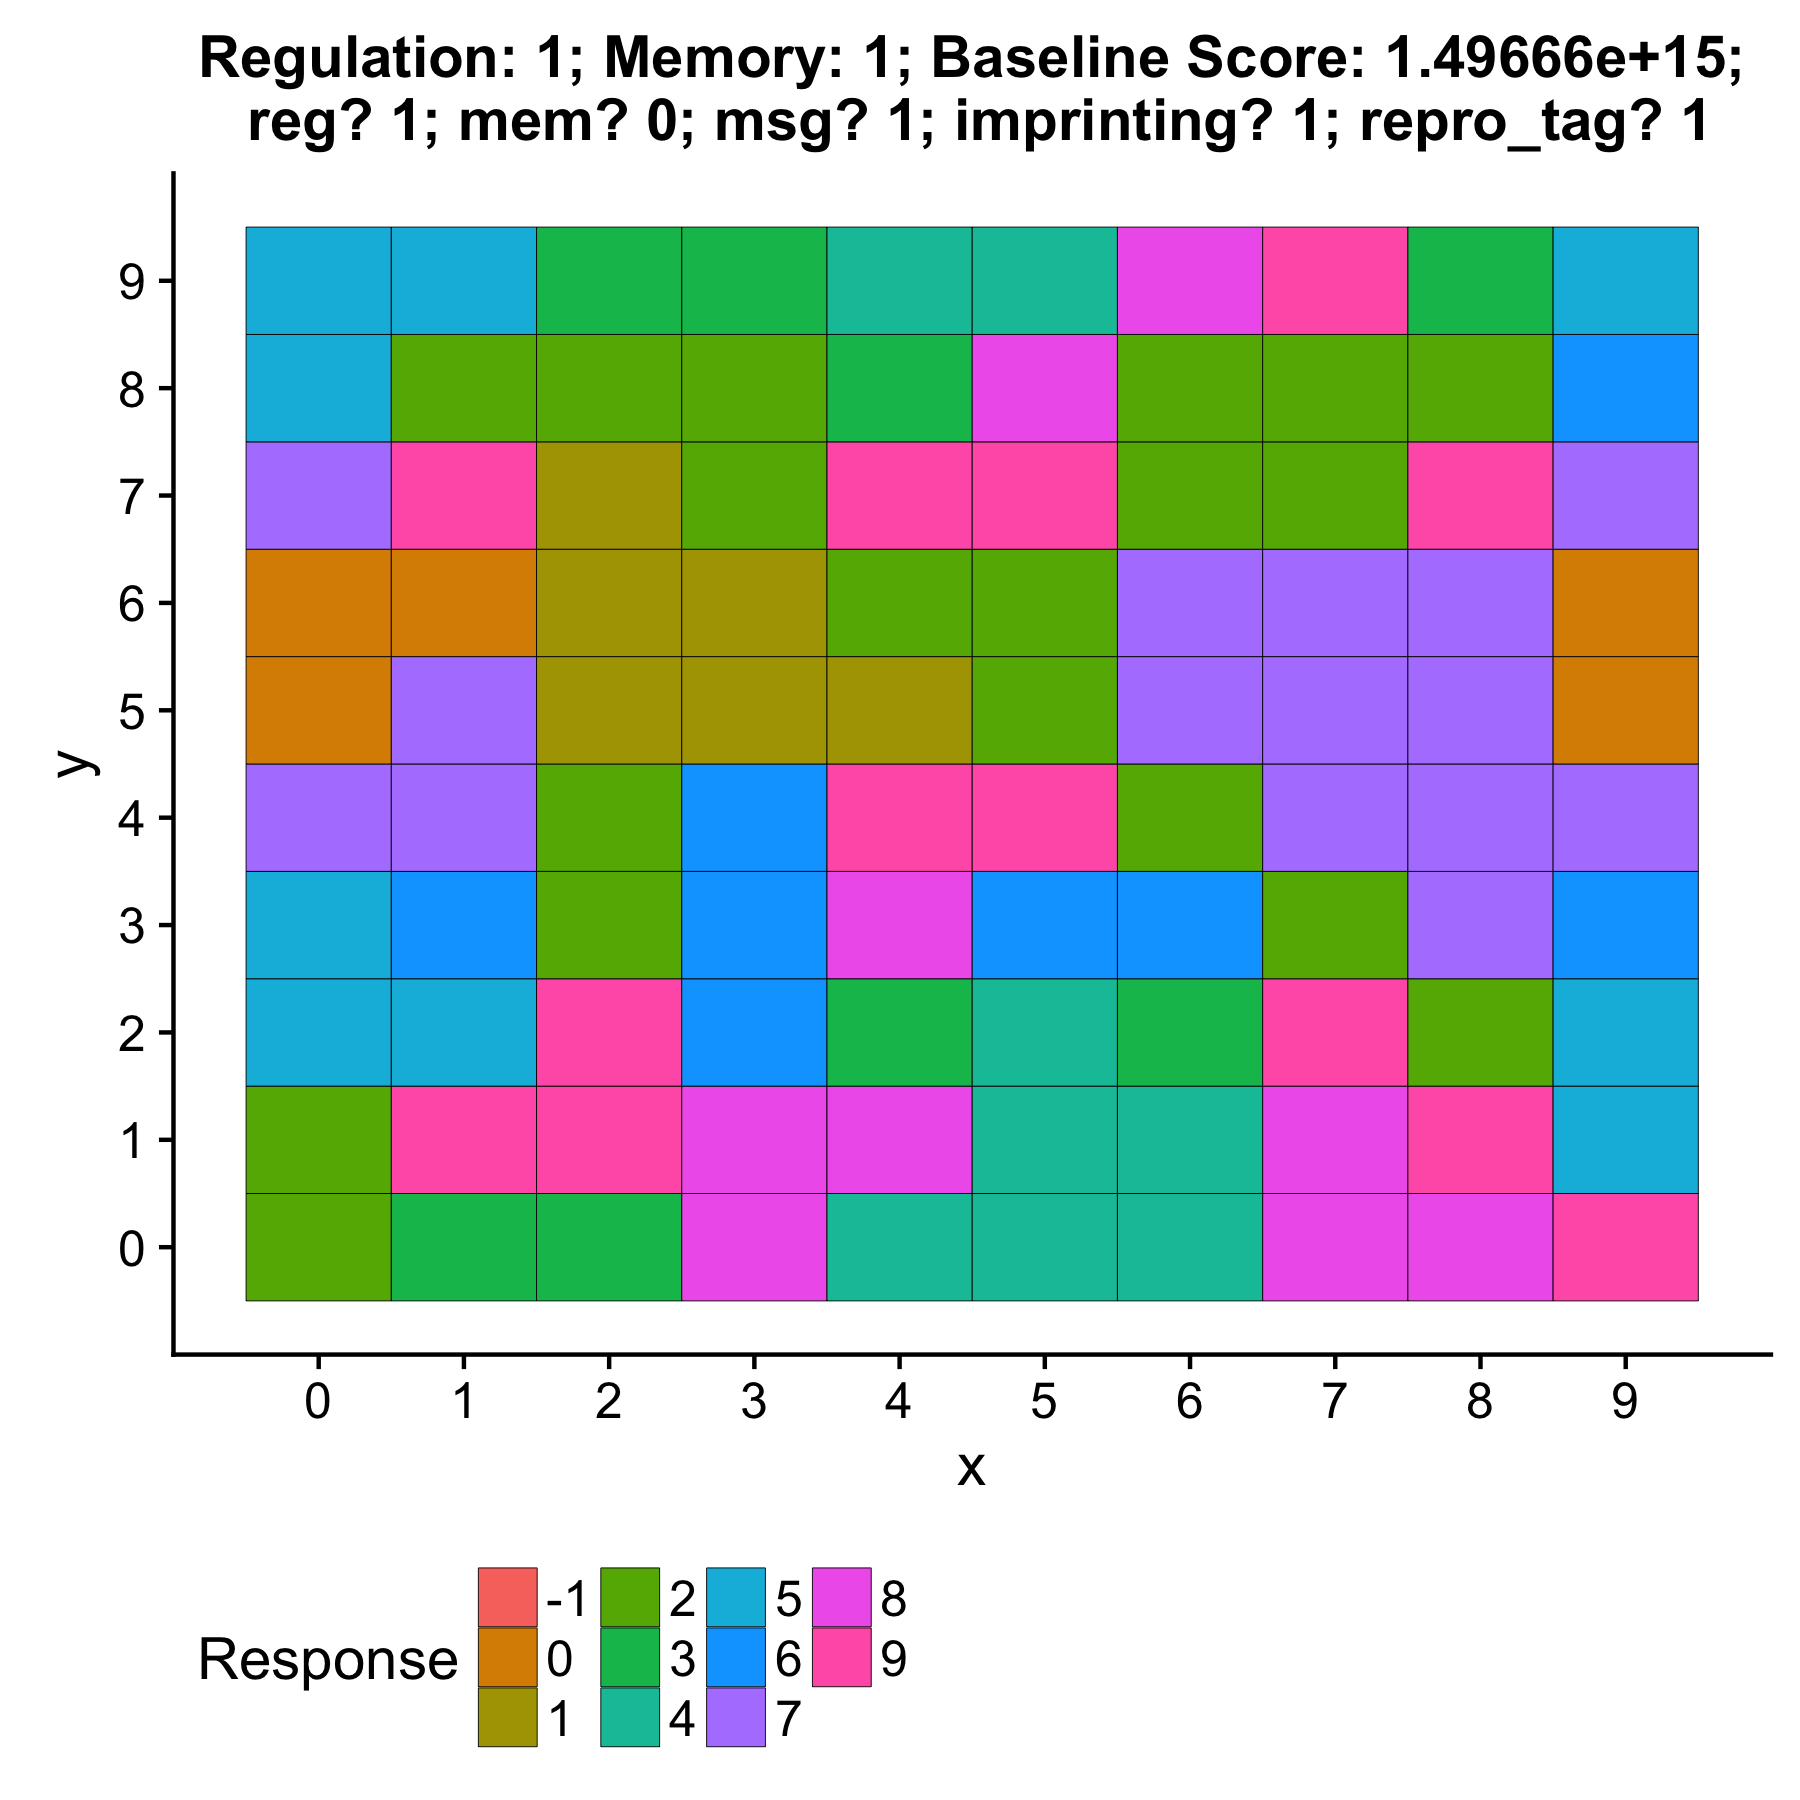 Regulation: 1; Memory: 1; Baseline Score: 1.49666e+15;
reg? 1; mem? 0; msg? 1; imprinting? 1; repro_tag? 1
y
9
8
7
6
5
4
3
2
1
0
0 1 2 3 4 5 6 7 8 9
x
Response
-1 2 5 8
0 3 6 9
1 4 7